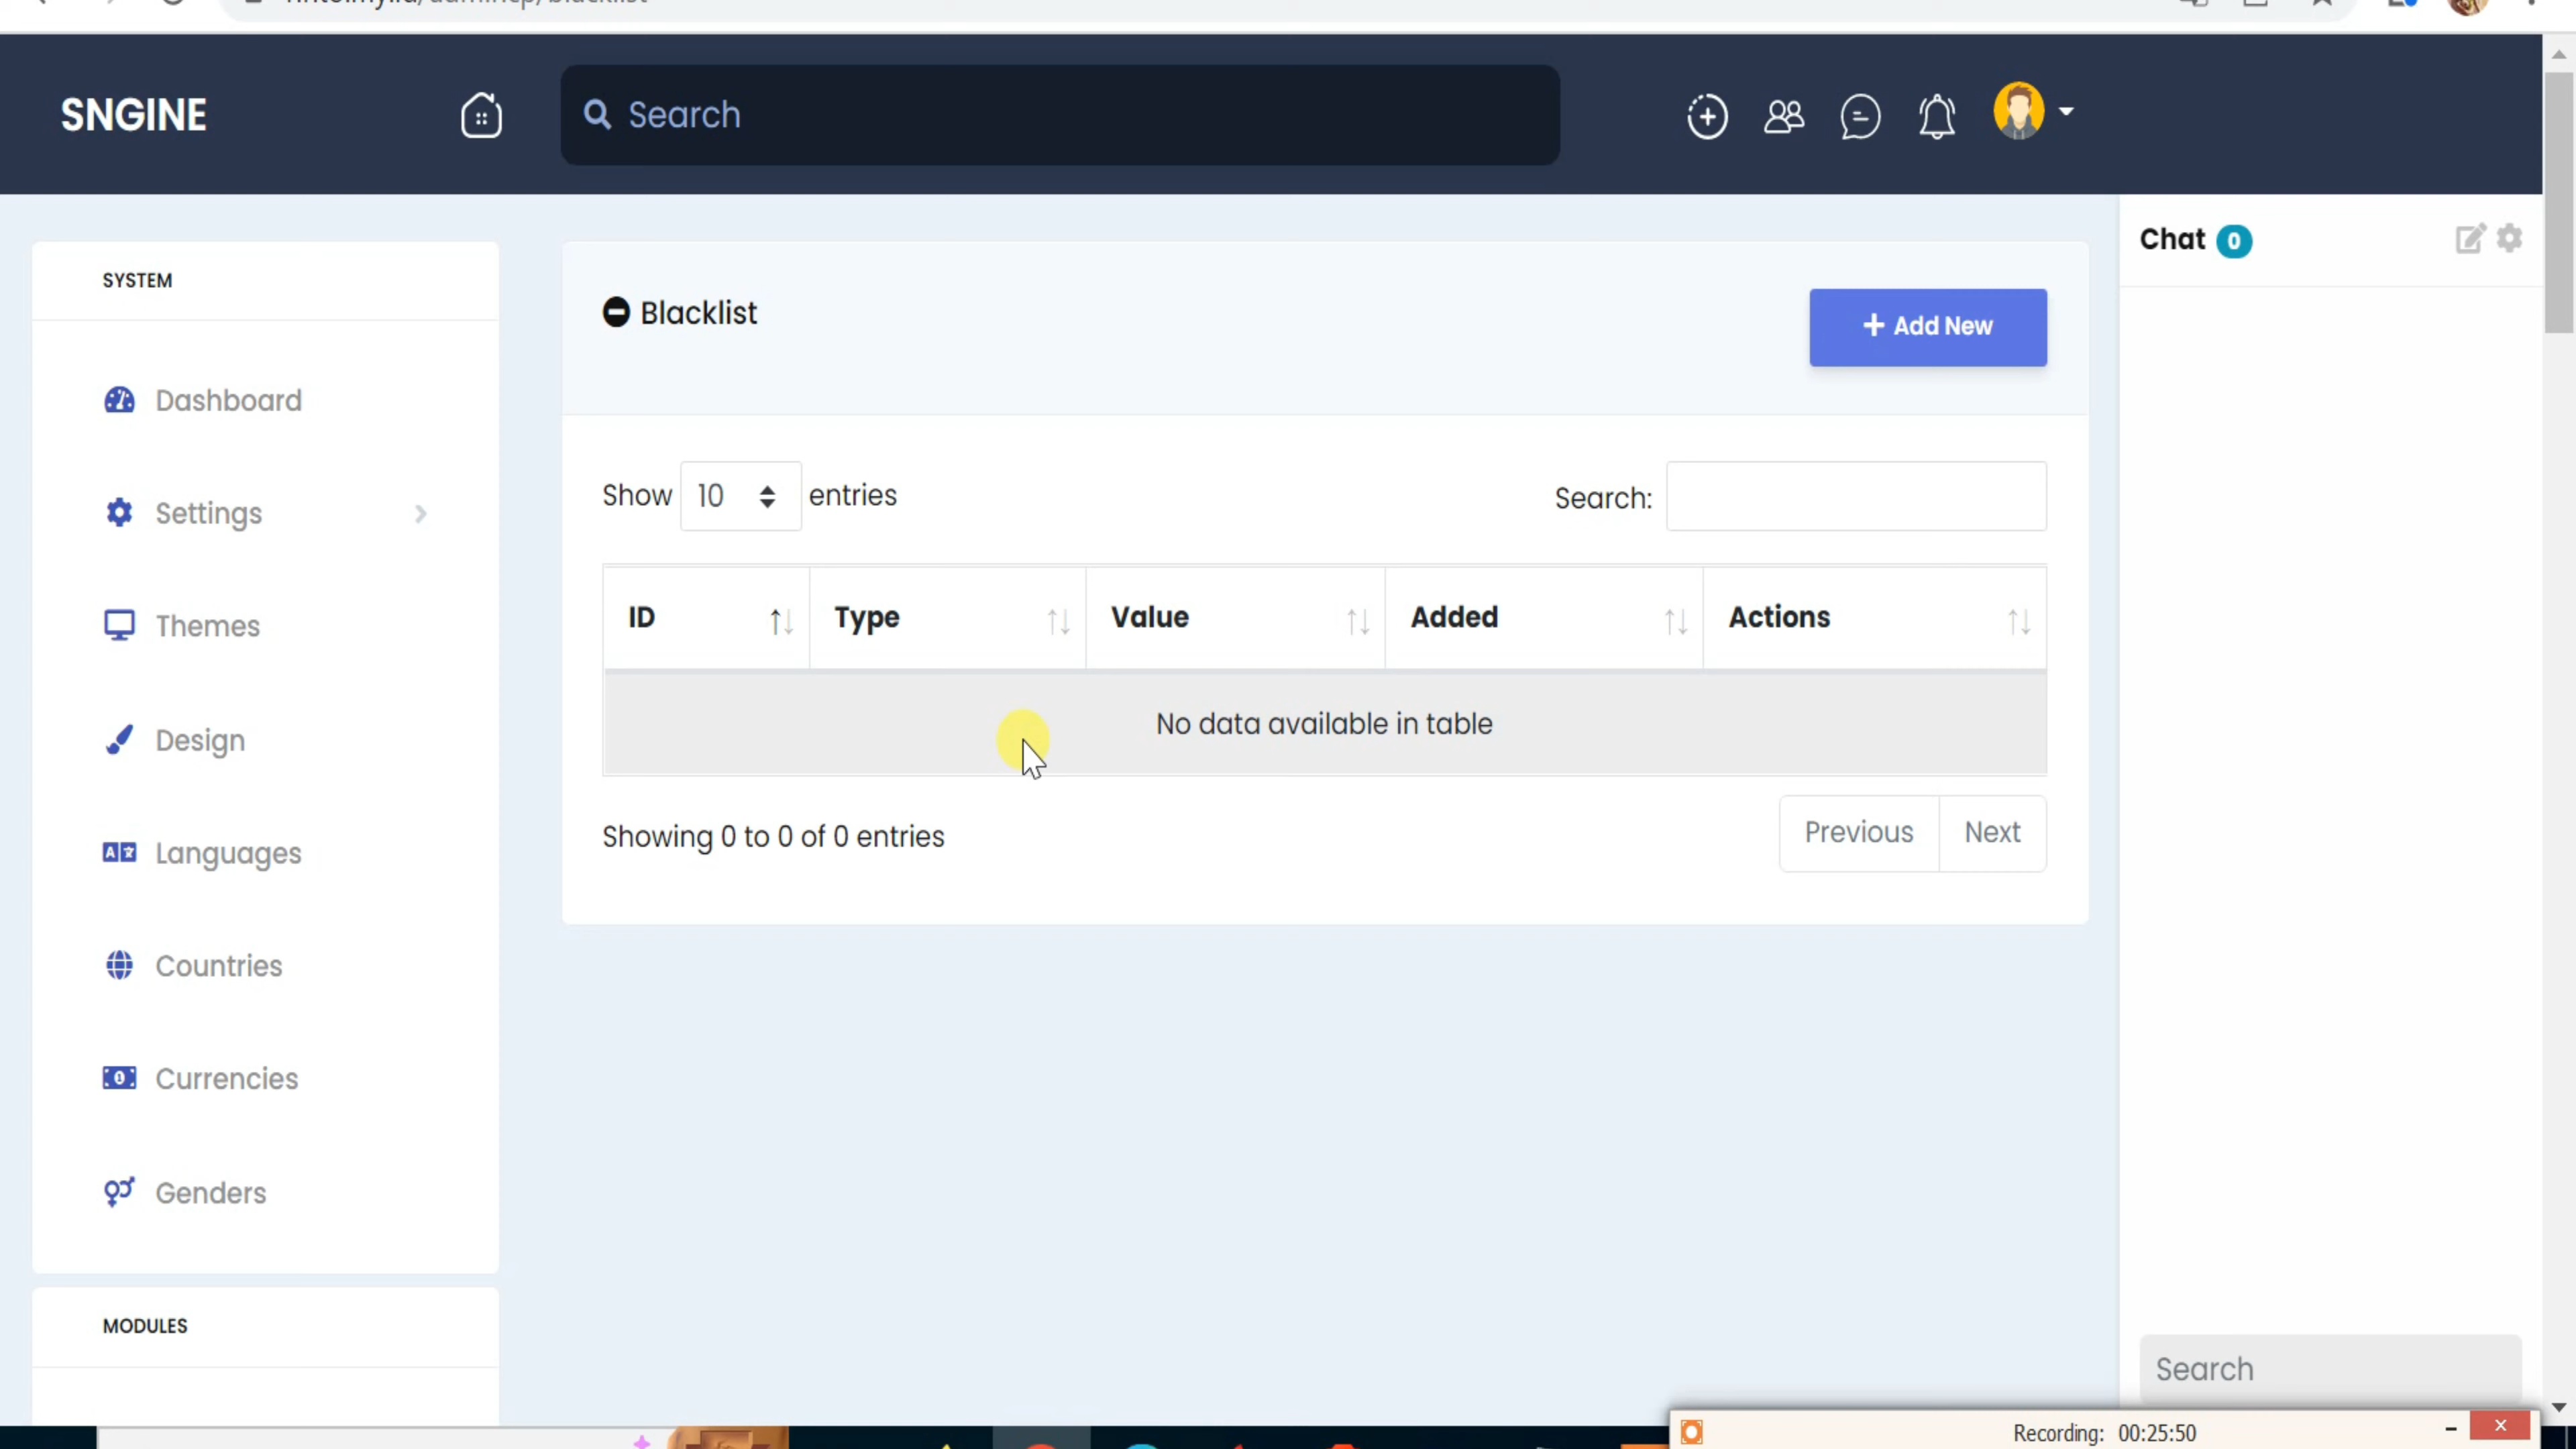 SNGINE
Search
SYSTEM
Dashboard
Settings
Themes
Design
Languages
Countries
Currencies
Genders
MODULES
Blacklist
+ Add New
Show 10 entries
Search:
ID Type Value Added Actions
No data available in table
Showing 0 to 0 of 0 entries
Previous Next
Chat 0
Search
Recording: 00:25:50